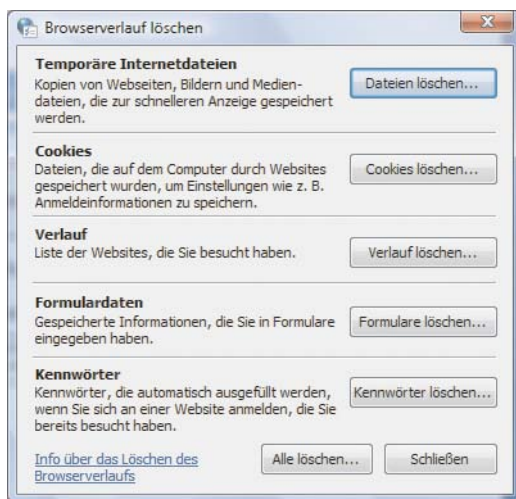 Browserverlauf löschen
Temporäre Internetdateien
Kopien von Webseiten, Bildern und Medien-
dateien, die zur schnelleren Anzeige gespeichert
werden.
Dateien löschen...
Cookies
Dateien, die auf dem Computer durch Websites
gespeichert wurden, um Einstellungen wie z. B.
Anmeldeinformationen zu speichern.
Cookies löschen...
Verlauf
Liste der Websites, die Sie besucht haben.
Verlauf löschen...
Formulardaten
Gespeicherte Informationen, die Sie in Formulare
eingegeben haben.
Formulare löschen...
Kennwörter
Kennwörter, die automatisch ausgefüllt werden,
wenn Sie sich an einer Website anmelden, die Sie
bereits besucht haben.
Kennwörter löschen...
Info über das Löschen des
Browserverlaufs
Alle löschen...
Schließen